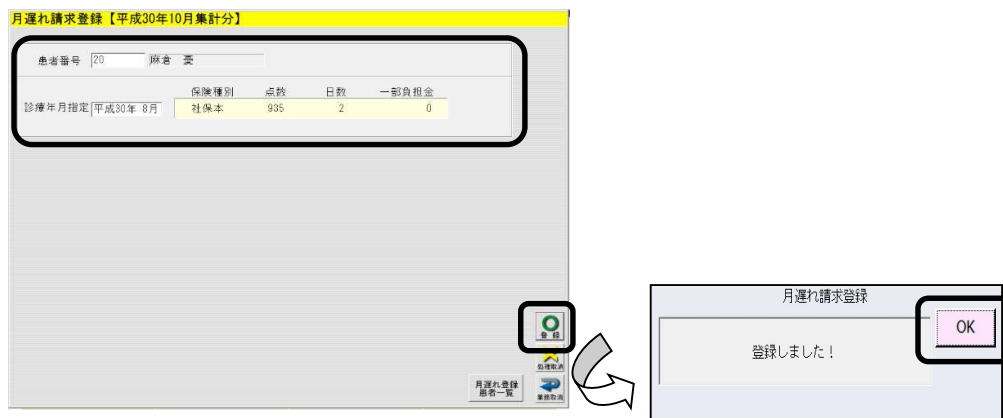 月遅れ請求登録【平成30年10月集計分】
患者番号 20 麻倉 憂
保険種別 点数 日数 一部負担金
診療年月指定 平成30年 8月 社保本 935 2 0
登録
処理取消
月遅れ登録
患者一覧
業務取消
月遅れ請求登録
OK
登録しました！